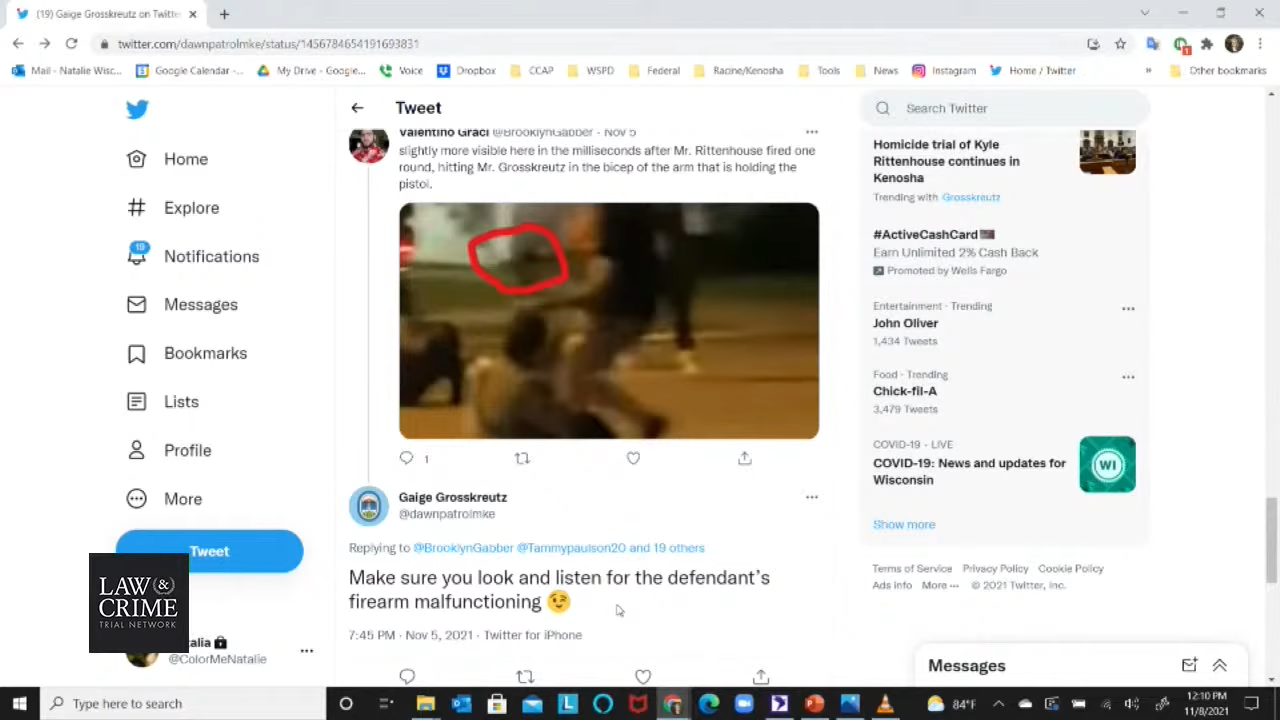 (19) Gaige Grosskreutz on Twitte
twitter.com/dawnpatrolmke/status/1456784654191693831
Mail - Natalie Wisc...
Google Calendar -...
My Drive - Google...
Voice
Dropbox
CCAP
WSPD
Federal
Racine/Kenosha
Tools
News
Instagram
Home / Twitter
»
Other bookmarks
Home
Explore
19
Notifications
Messages
Bookmarks
Lists
Profile
More
Tweet
LAW &
CRIME
TRIAL NETWORK
talia
@ColorMeNatalie
Tweet
Valentino Graci @BrooklynGabber · Nov 5
slightly more visible here in the milliseconds after Mr. Rittenhouse fired one
round, hitting Mr. Grosskreutz in the bicep of the arm that is holding the
pistol.
1
Gaige Grosskreutz
@dawnpatrolmke
Replying to @BrooklynGabber @Tammypaulson20 and 19 others
Make sure you look and listen for the defendant's
firearm malfunctioning 😉
7:45 PM · Nov 5, 2021 · Twitter for iPhone
Search Twitter
Homicide trial of Kyle
Rittenhouse continues in
Kenosha
Trending with Grosskreutz
#ActiveCashCard
Earn Unlimited 2% Cash Back
Promoted by Wells Fargo
Entertainment · Trending
John Oliver
1,434 Tweets
Food · Trending
Chick-fil-A
3,479 Tweets
COVID-19 · LIVE
COVID-19: News and updates for
Wisconsin
WI
Show more
Terms of Service Privacy Policy Cookie Policy
Ads info More ··· © 2021 Twitter, Inc.
Messages
Type here to search
84°F
12:10 PM
11/8/2021